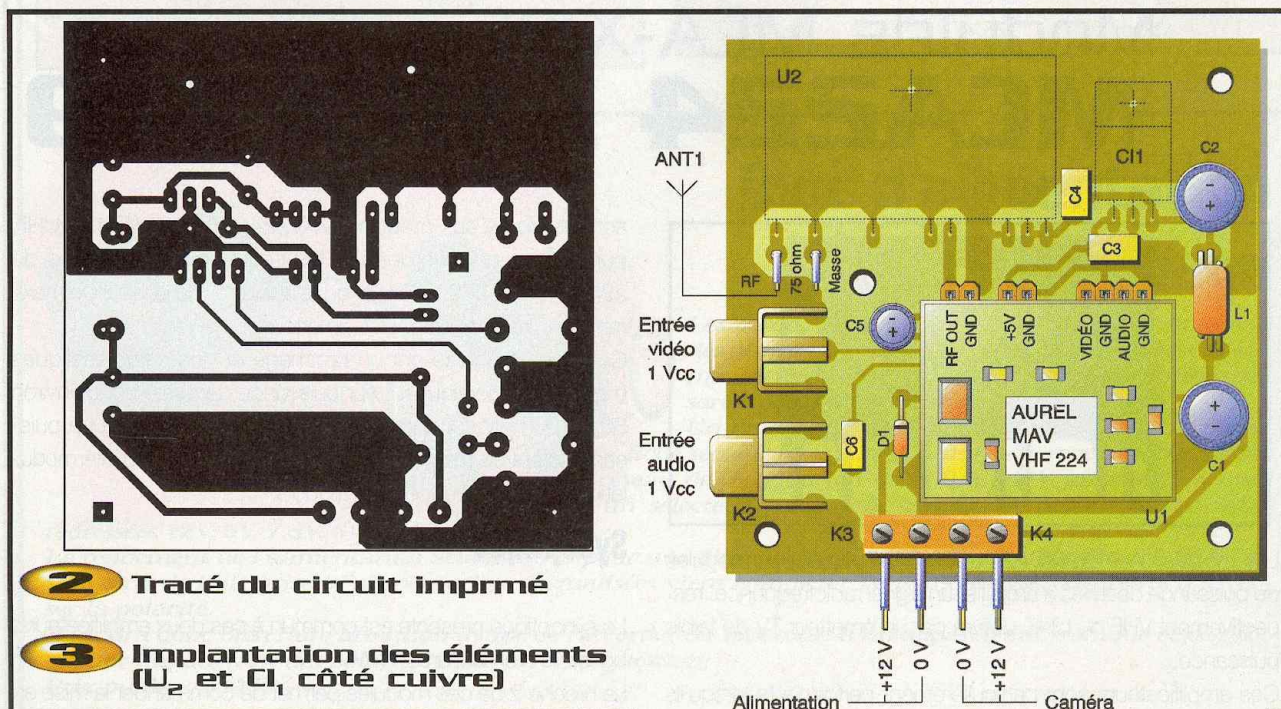 U2
ANT1
CI1
C2
C4
C3
RF
75 ohm
Masse
L1
C5
Entrée
vidéo
1 Vcc
K1
RF OUT
GND
+5V
GND
VIDÉO
GND
AUDIO
GND
AUREL
MAV
VHF 224
Entrée
audio
1 Vcc
K2
C6
D1
C1
U1
K3
K4
+12 V
0 V
0 V
+12 V
Alimentation
Caméra
2 Tracé du circuit imprmé
3 Implantation des éléments
(U2 et CI, côté cuivre)